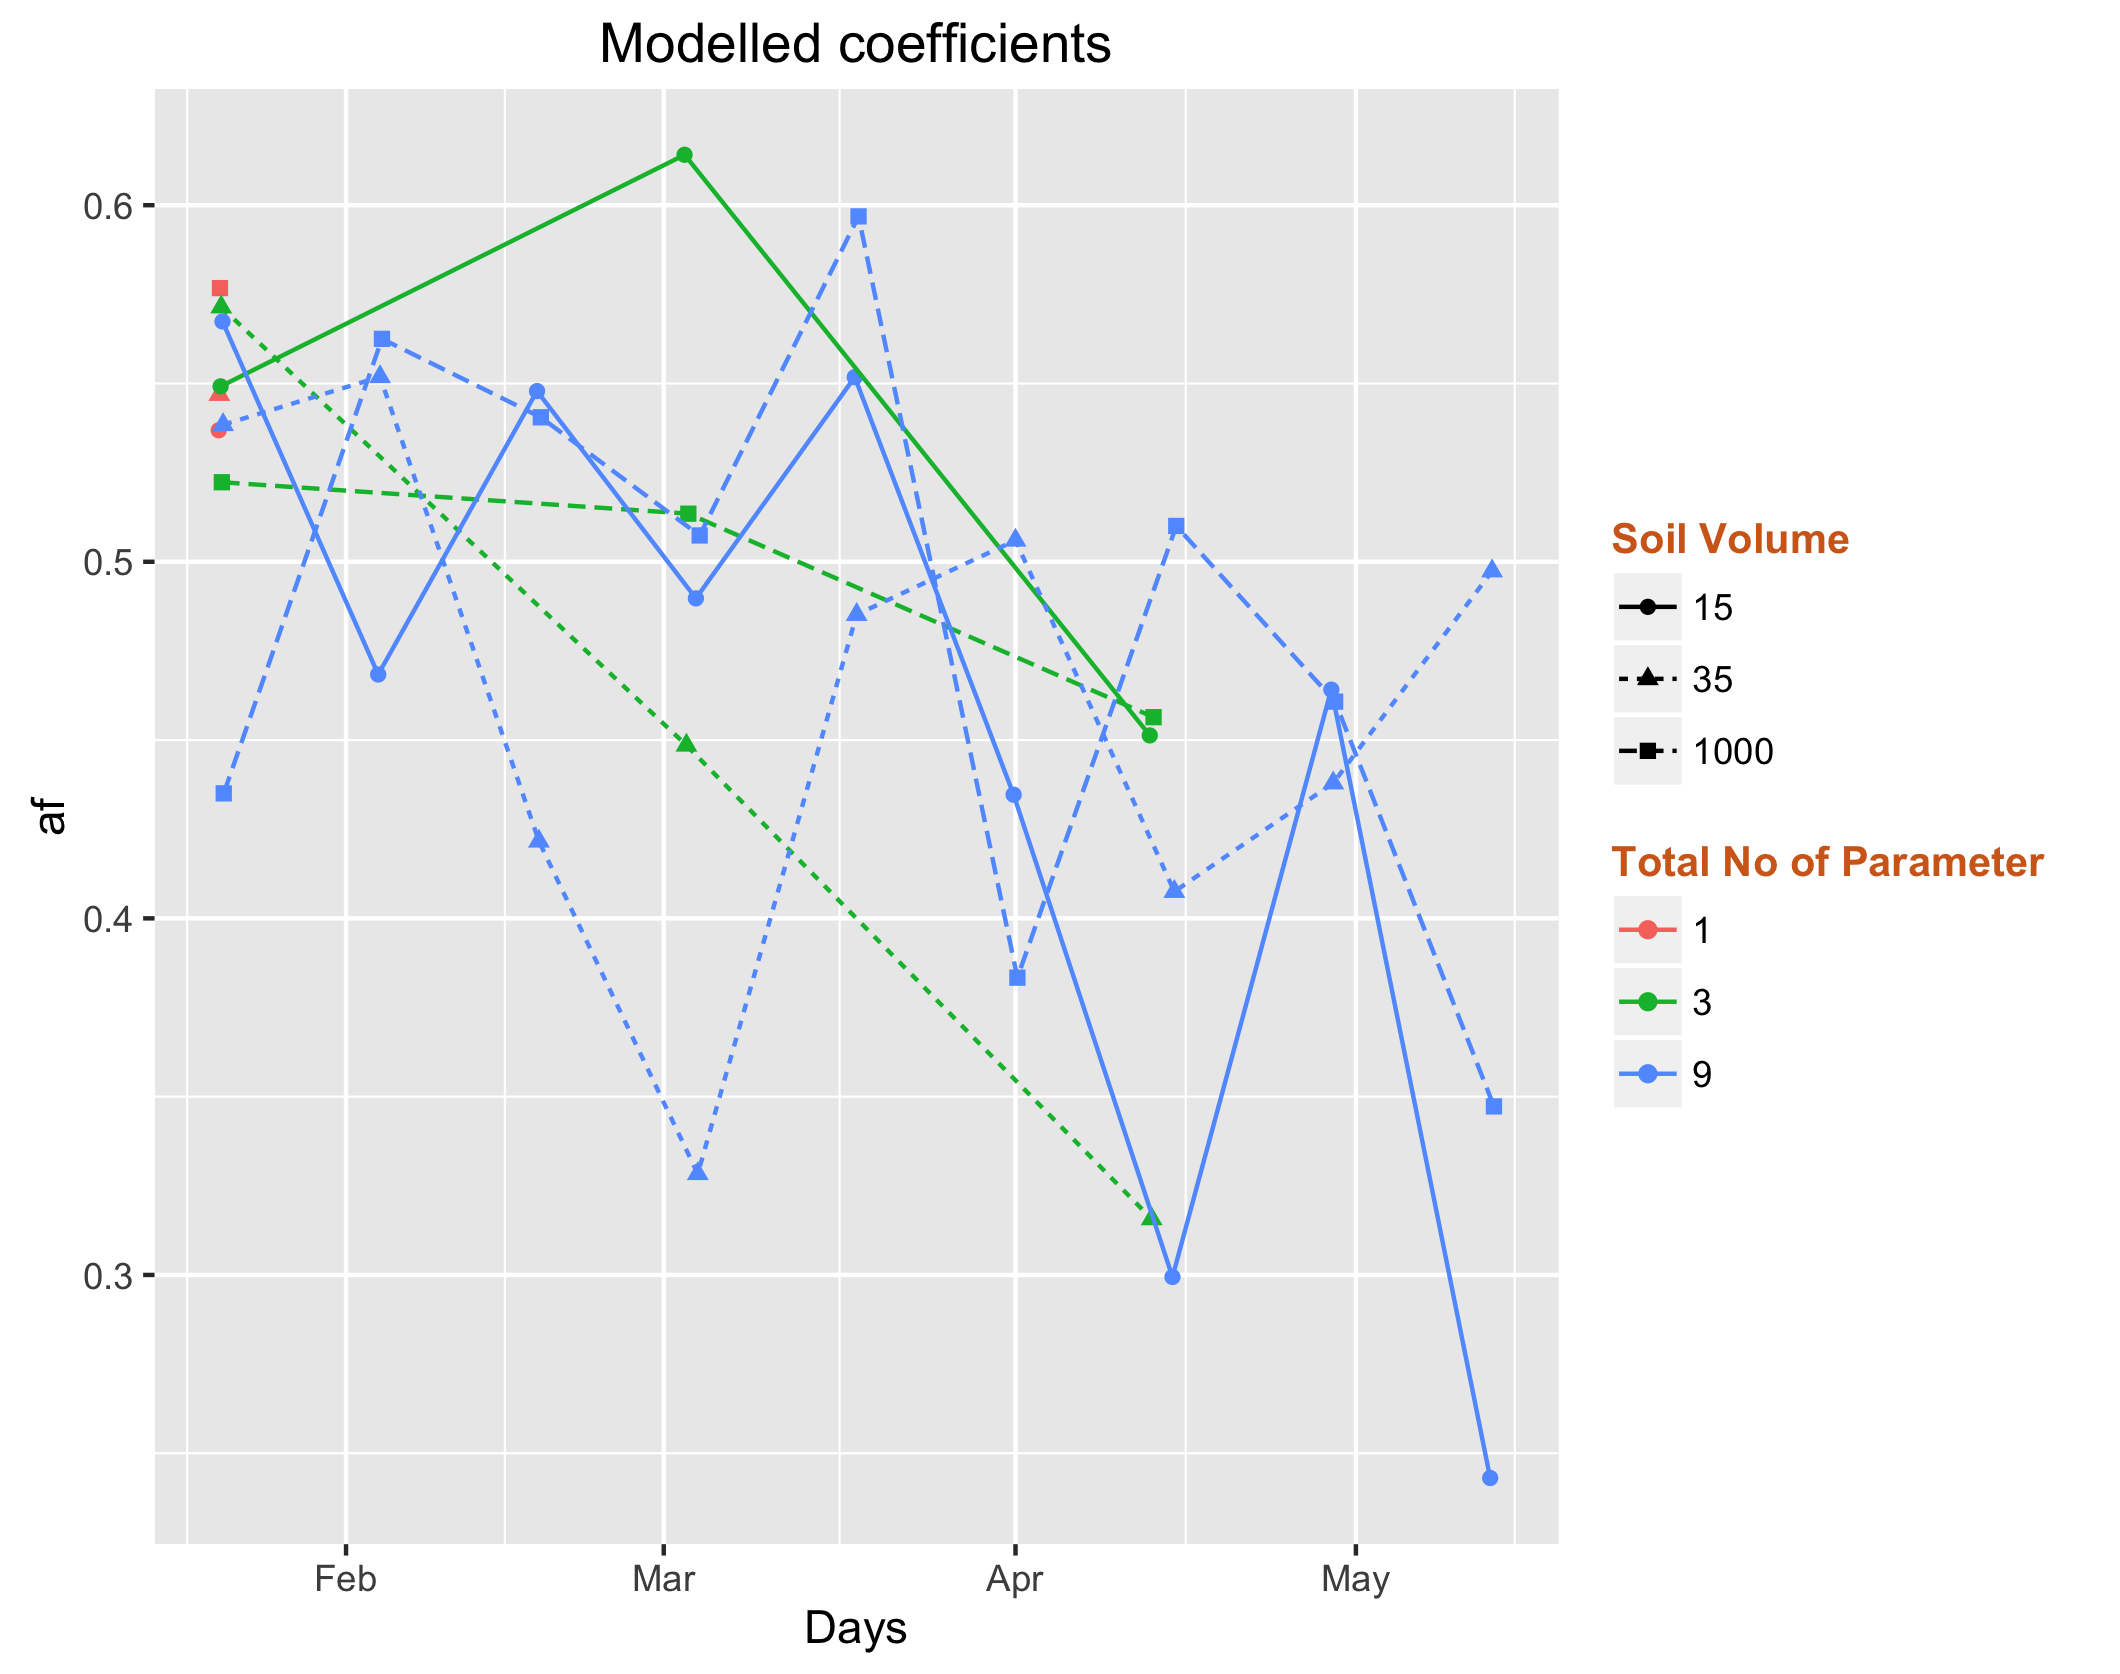 Modelled coefficients
0.6
0.5
0.4
0.3
af
Feb Mar Apr May
Days
Soil Volume
15
35
1000
Total No of Parameter
1
3
9